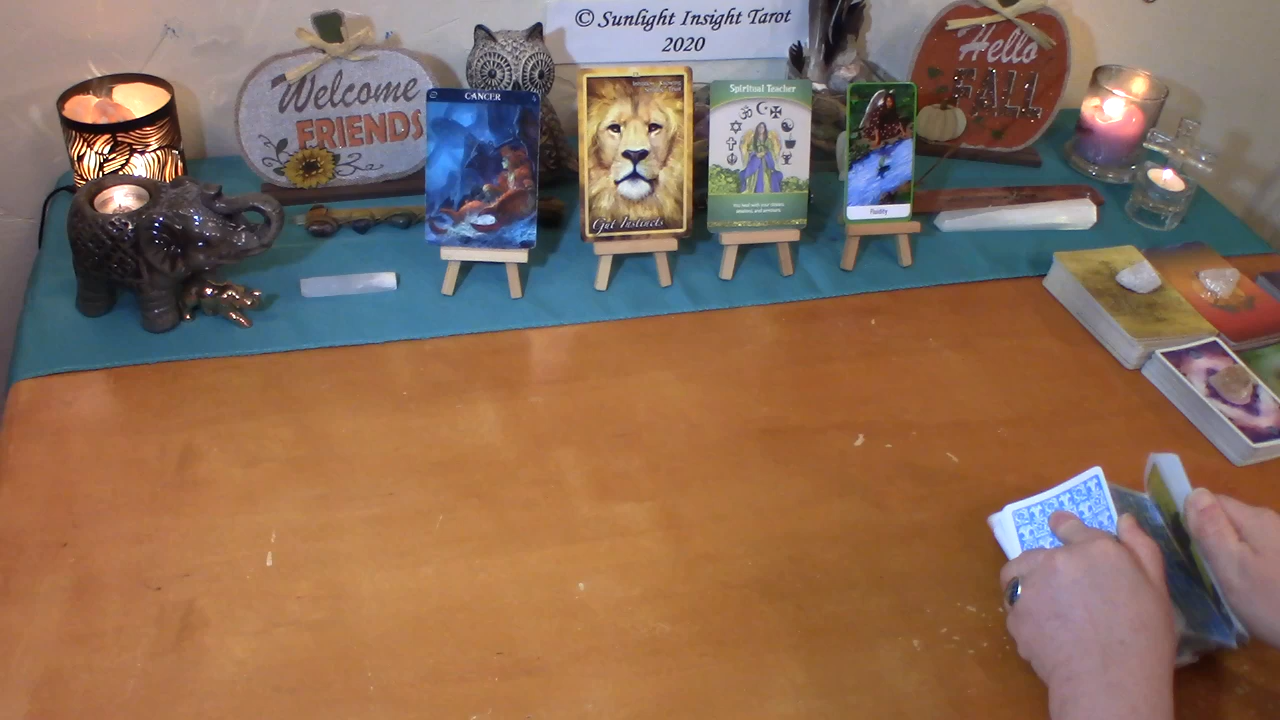 © Sunlight Insight Tarot
2020
Welcome
FRIENDS
Hello
FALL
CANCER
Gut Instincts
Spiritual Teacher
Fluidity